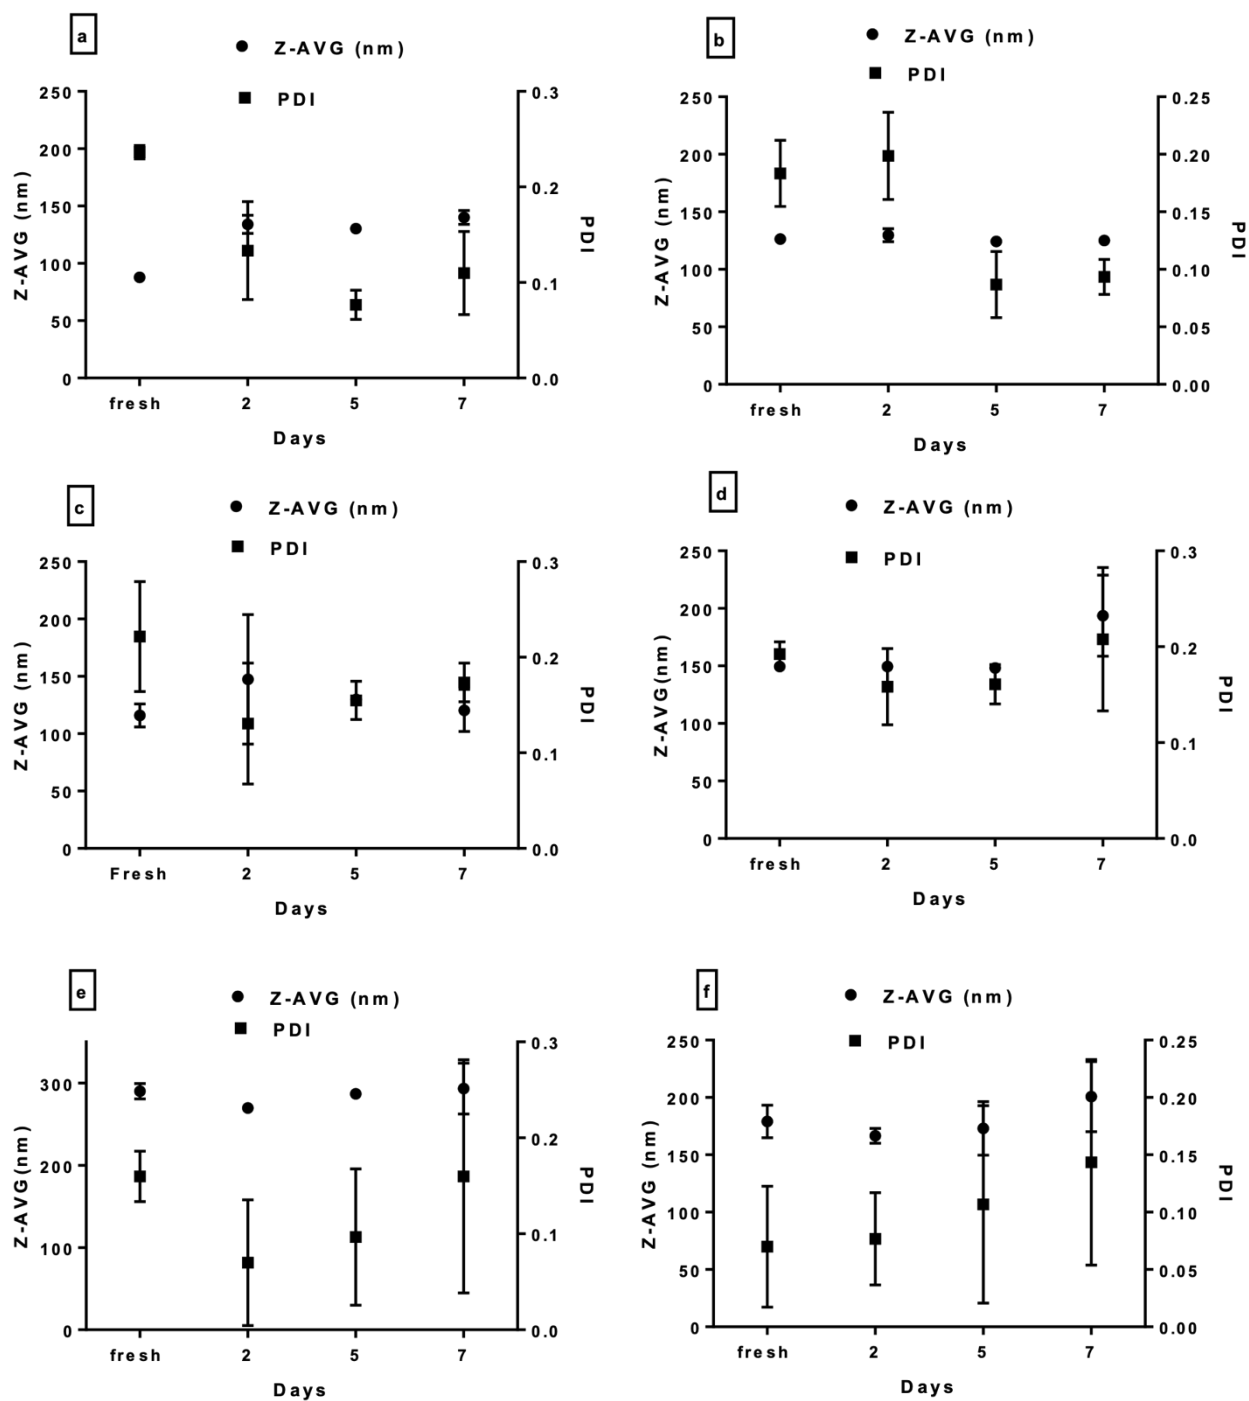 a
Z-AVG (nm)
PDI
250
200
150
100
50
0
0.3
0.2
0.1
0.0
Z-AVG (nm)
PDI
fresh 2 5 7
Days
b
Z-AVG (nm)
PDI
250
200
150
100
50
0
0.25
0.20
0.15
0.10
0.05
0.00
Z-AVG (nm)
PDI
fresh 2 5 7
Days
c
Z-AVG (nm)
PDI
250
200
150
100
50
0
0.3
0.2
0.1
0.0
Z-AVG (nm)
PDI
Fresh 2 5 7
Days
d
Z-AVG (nm)
PDI
250
200
150
100
50
0
0.3
0.2
0.1
0.0
Z-AVG(nm)
PDI
fresh 2 5 7
Days
e
Z-AVG (nm)
PDI
300
200
100
0
0.3
0.2
0.1
0.0
Z-AVG(nm)
PDI
fresh 2 5 7
Days
f
Z-AVG (nm)
PDI
250
200
150
100
50
0
0.25
0.20
0.15
0.10
0.05
0.00
Z-AVG (nm)
PDI
fresh 2 5 7
Days